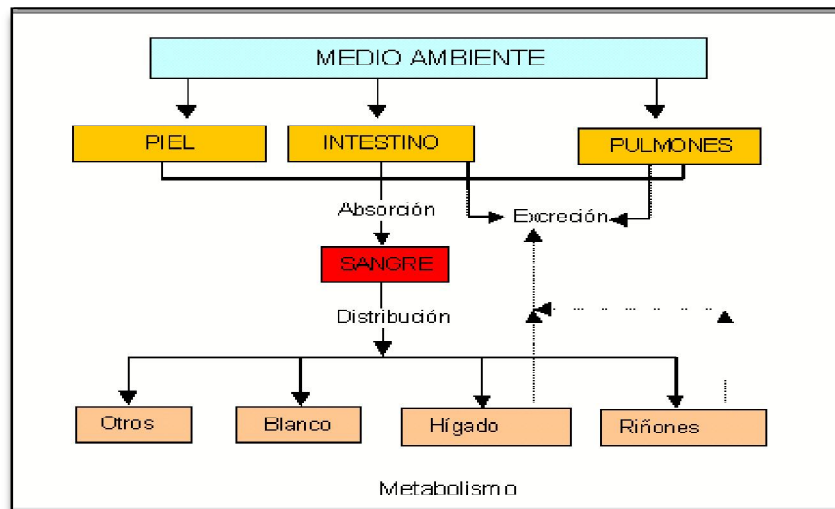 MEDIO AMBIENTE
PIEL
INTESTINO
PULMONES
Absorción
Excreción
SANGRE
Distribución
Otros
Blanco
Hígado
Riñones
Metabolismo